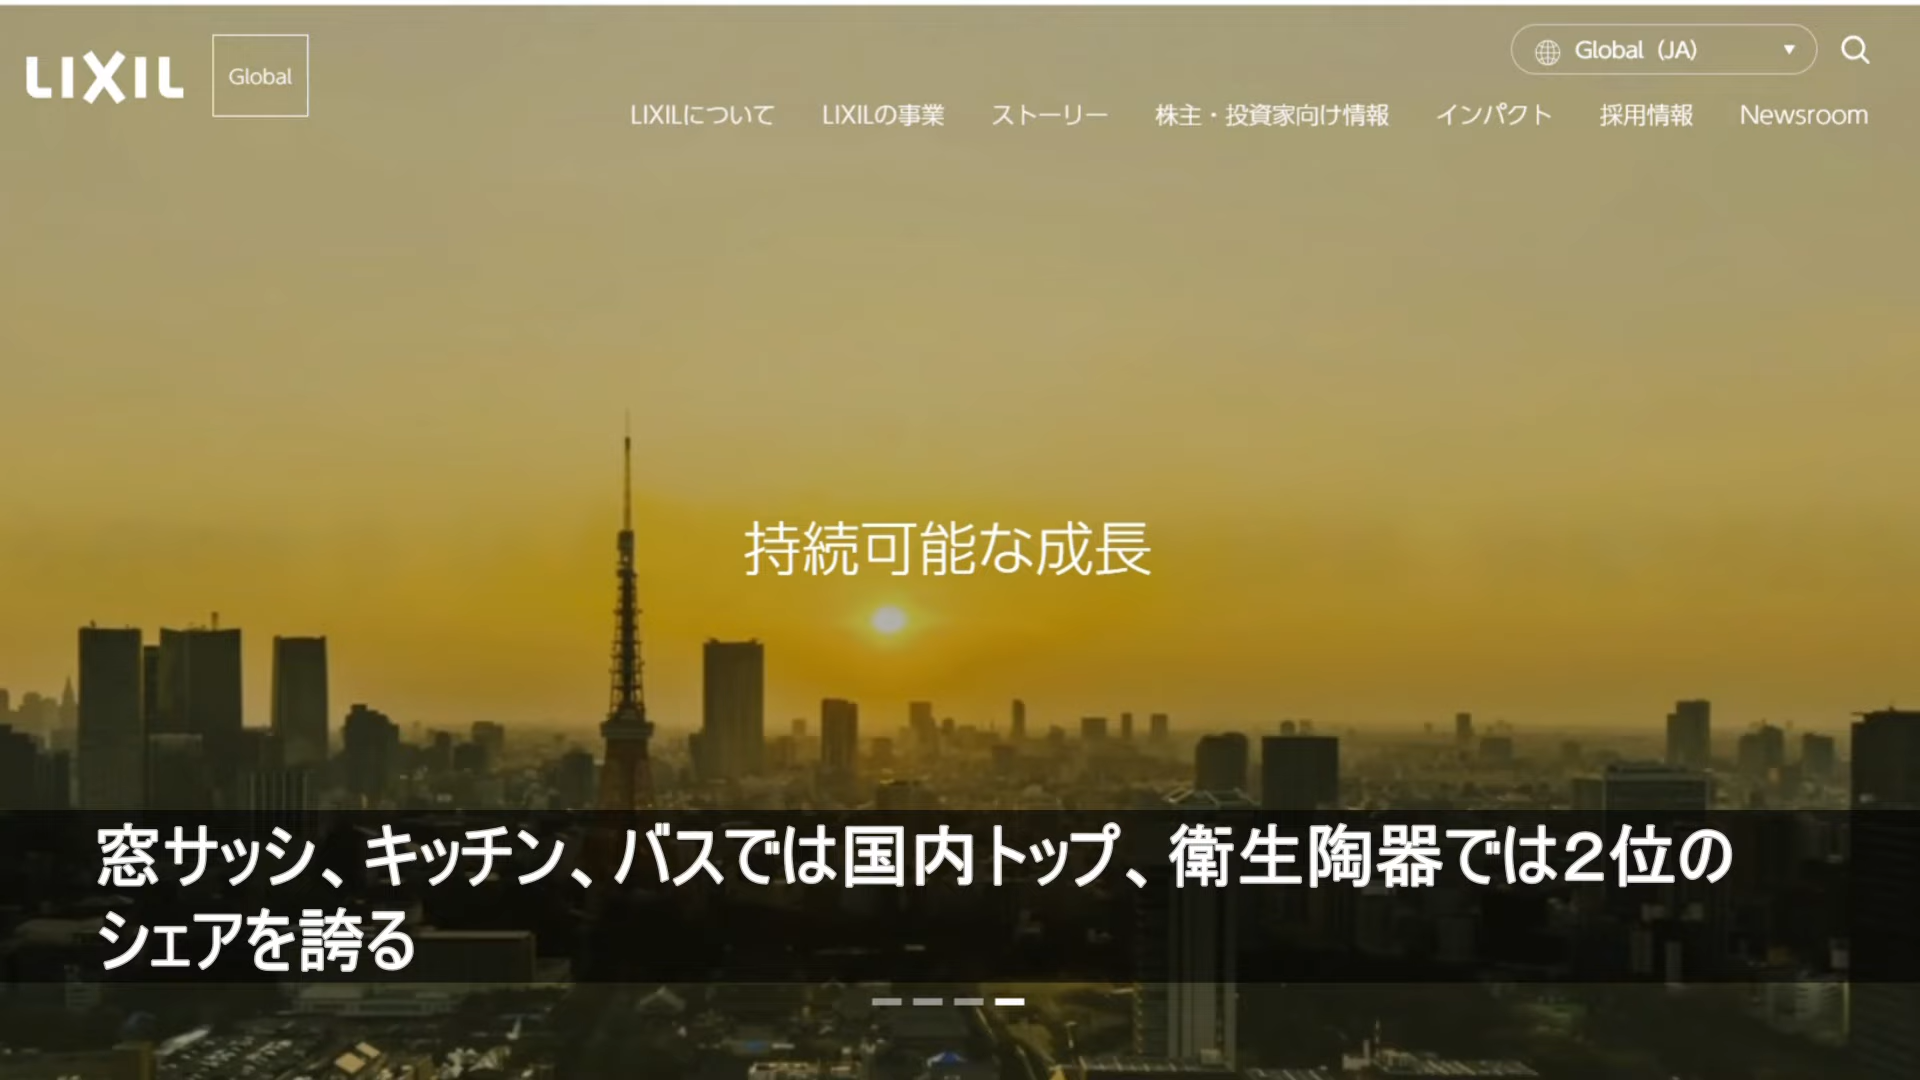 LIXIL
Global
Global (JA)
LIXILについて LIXILの事業 ストーリー 株主・投資家向け情報 インパクト 採用情報 Newsroom
持続可能な成長
窓サッシ、キッチン、バスでは国内トップ、衛生陶器では2位の
シェアを誇る